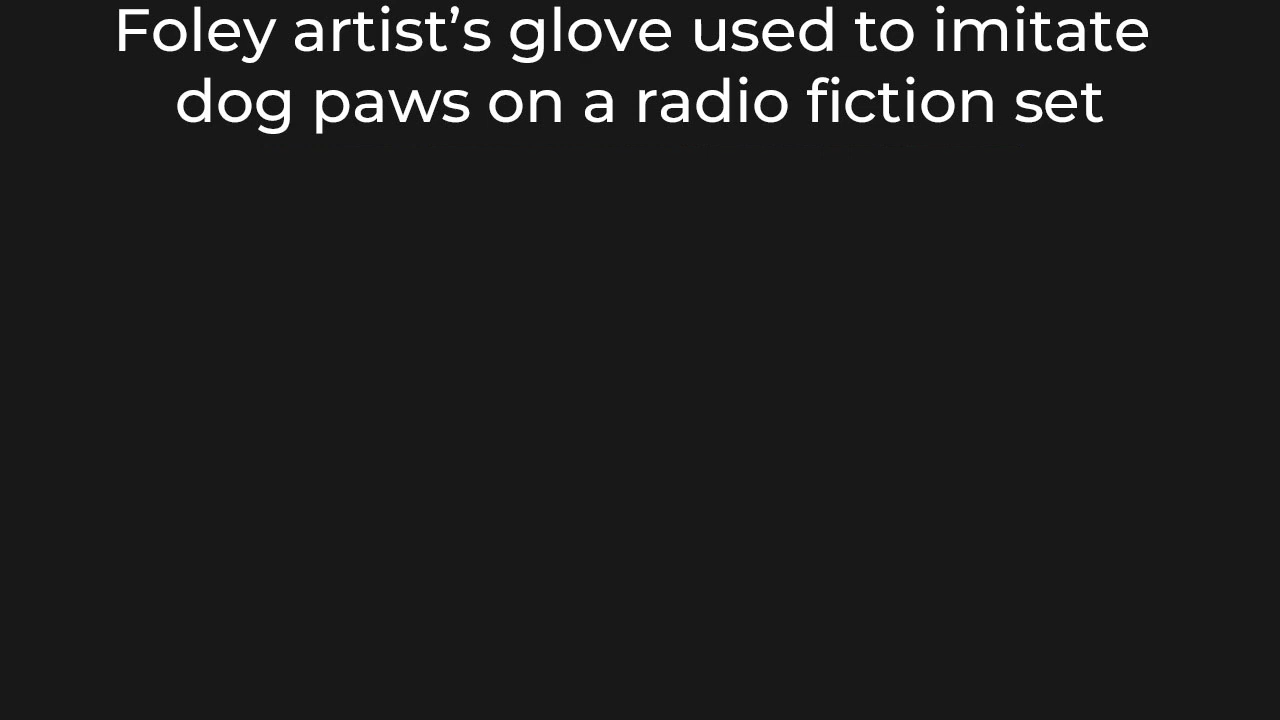 Foley artist’s glove used to imitate
dog paws on a radio fiction set